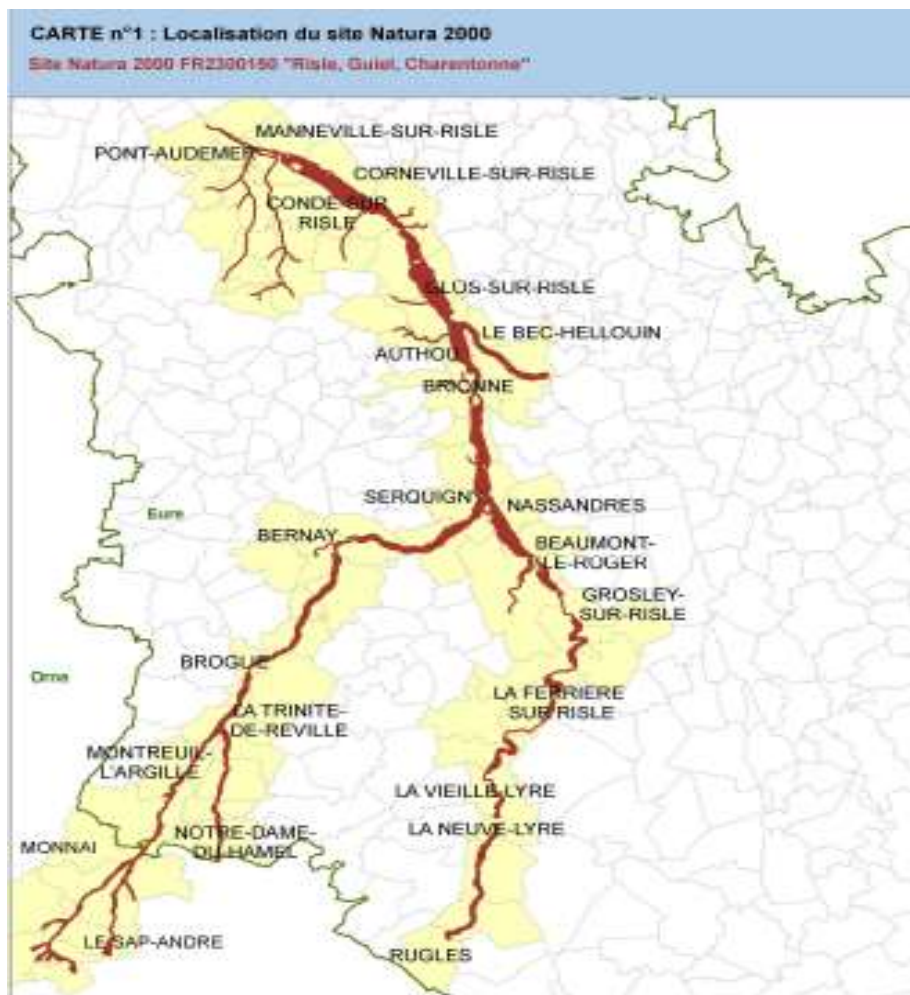 CARTE n°1 : Localisation du site Natura 2000
Site Natura 2000 FR2300150 "Risle, Guiel, Charentonne"
MANNEVILLE-SUR-RISLE
PONT-AUDEMER
CORNEVILLE-SUR-RISLE
CONDE-SUR
RISLE
GLOS-SUR-RISLE
LE BEC-HELLOUIN
AUTHOU
BRIONNE
SERQUIGNY
NASSANDRES
Eure
BERNAY
BEAUMONT-
LE-ROGER
GROSLEY-
SUR-RISLE
BROGLIE
Orne
LA FERRIERE
SUR RISLE
LA TRINITE-
DE-REVILLE
MONTREUIL-
L'ARGILLE
LA VIEILLE-LYRE
LA NEUVE-LYRE
NOTRE-DAME-
DU-HAMEL
MONNAI
LE SAP-ANDRE
RUGLES